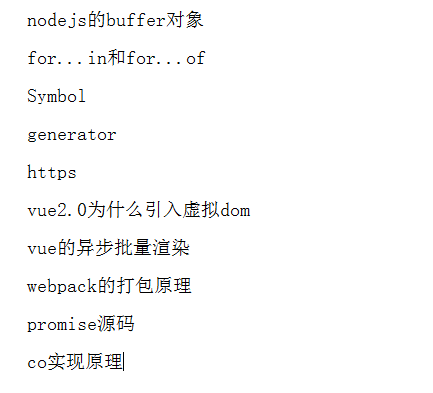 nodejs的buffer对象
for...in和for...of
Symbol
generator
https
vue2.0为什么引入虚拟dom
vue的异步批量渲染
webpack的打包原理
promise源码
co实现原理